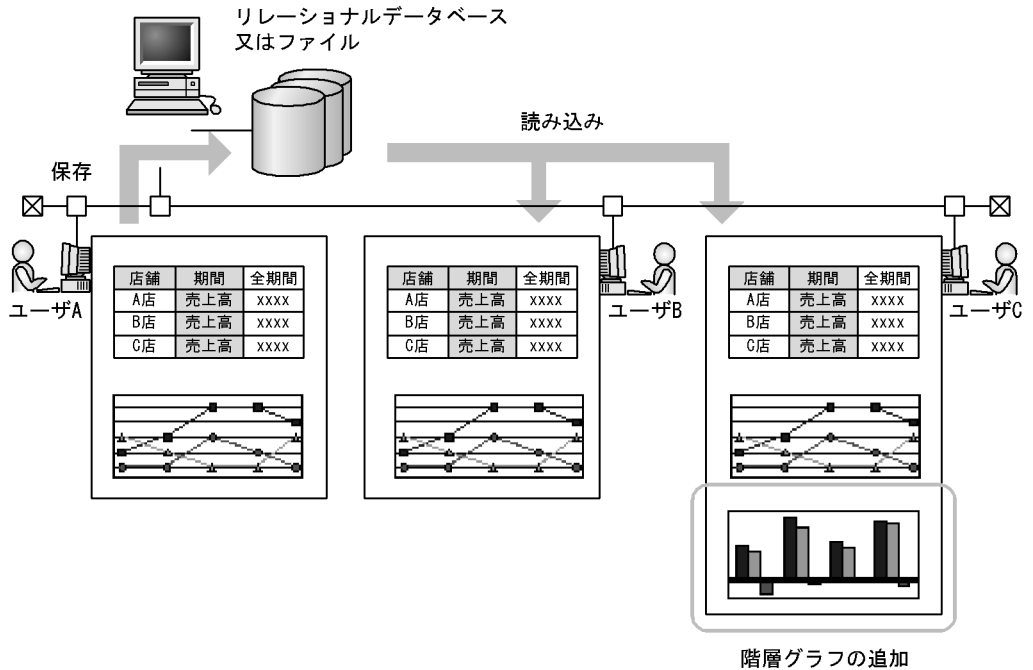 リレーショナルデータベース
又はファイル
読み込み
保存
ユーザA
店舗 期間 全期間
A店 売上高 xxxx
B店 売上高 xxxx
C店 売上高 xxxx
店舗 期間 全期間
A店 売上高 xxxx
B店 売上高 xxxx
C店 売上高 xxxx
ユーザB
店舗 期間 全期間
A店 売上高 xxxx
B店 売上高 xxxx
C店 売上高 xxxx
ユーザC
階層グラフの追加